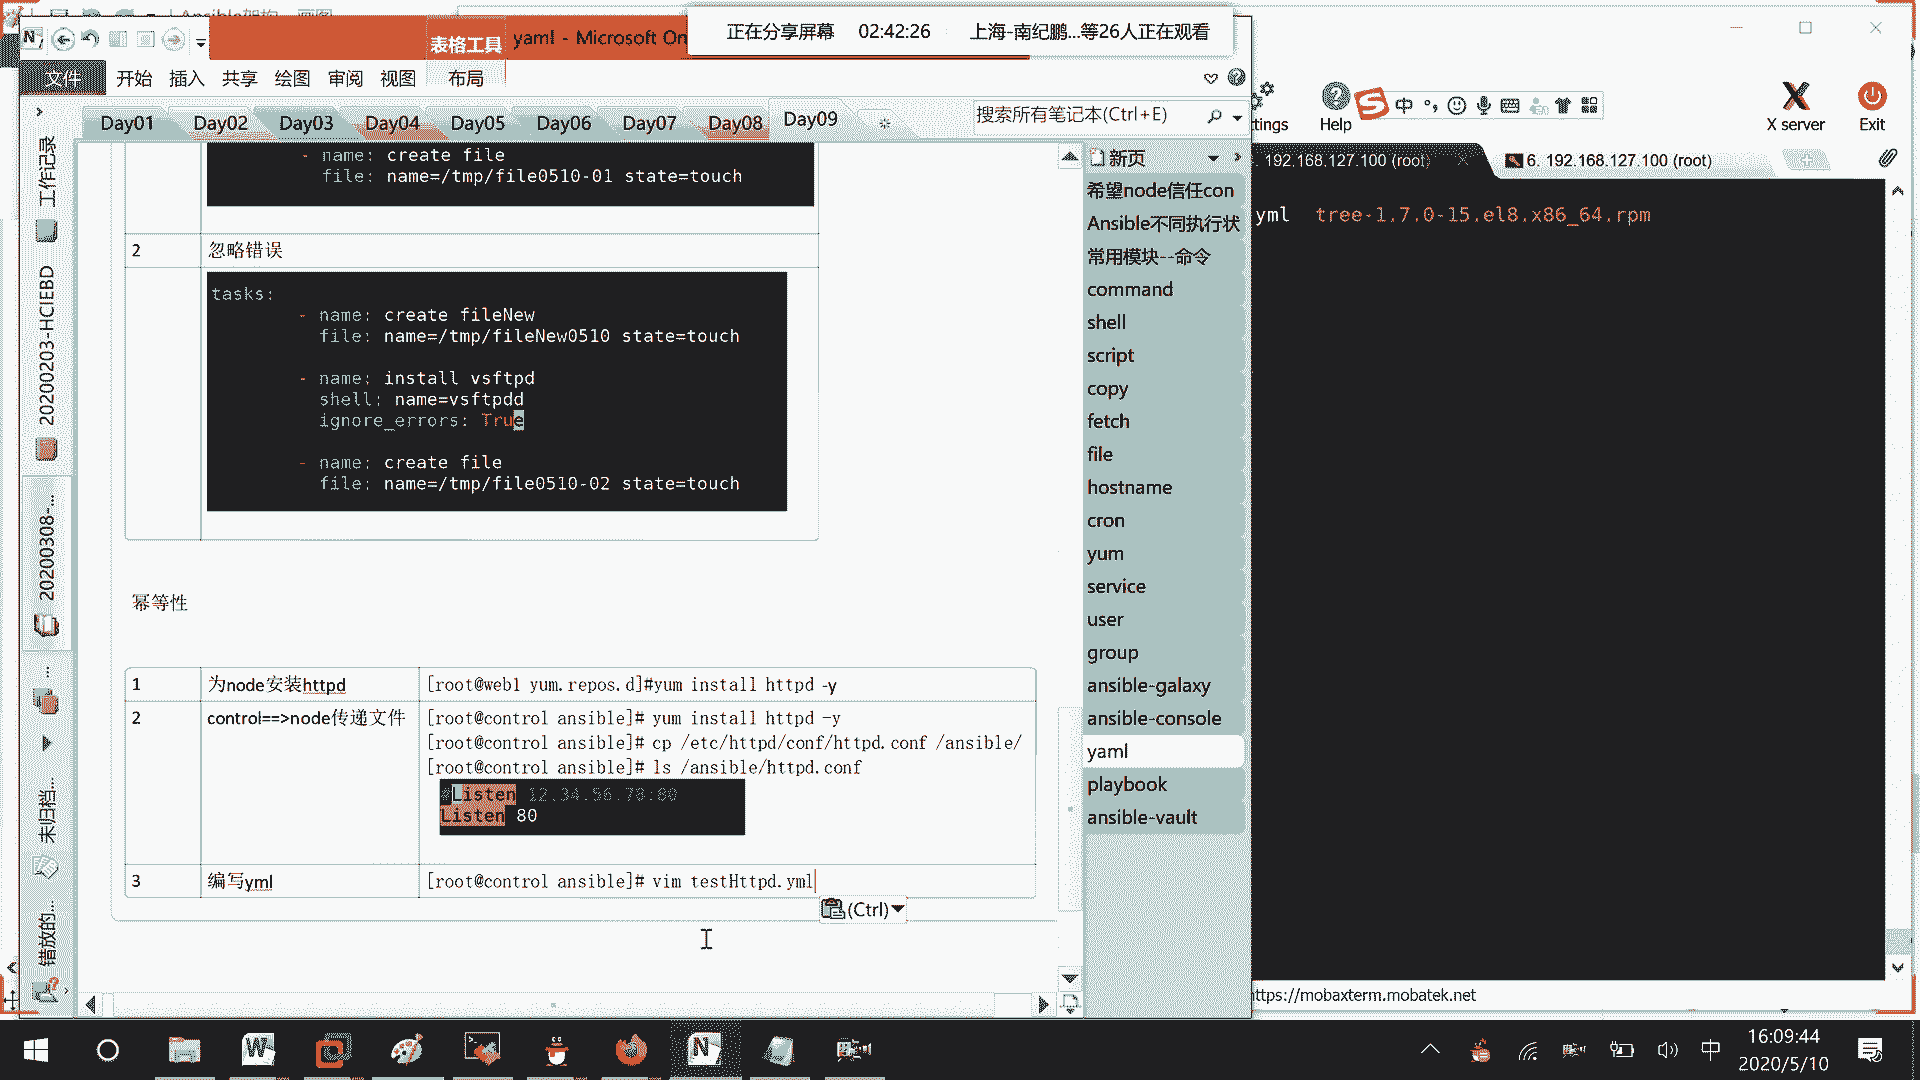 Ansible架构 - 画图
正在分享屏幕 02:42:26 上海-南纪鹏...等26人正在观看
表格工具 yaml - Microsoft On
文件 开始 插入 共享 绘图 审阅 视图 布局
Day01 Day02 Day03 Day04 Day05 Day06 Day07 Day08 Day09
搜索所有笔记本(Ctrl+E)
工作记录
20200203-HCIEBD
20200308-...
...
未归档...
错放的...
- name: create file
file: name=/tmp/file0510-01 state=touch
2 忽略错误
tasks:
- name: create fileNew
file: name=/tmp/fileNew0510 state=touch
- name: install vsftpd
shell: name=vsftpdd
ignore_errors: True
- name: create file
file: name=/tmp/file0510-02 state=touch
幂等性
1 为node安装httpd [root@web1 yum.repos.d]#yum install httpd -y
2 control==>node传递文件 [root@control ansible]# yum install httpd -y
[root@control ansible]# cp /etc/httpd/conf/httpd.conf /ansible/
[root@control ansible]# ls /ansible/httpd.conf
#Listen 12.34.56.78:80
Listen 80
3 编写yml [root@control ansible]# vim testHttpd.yml
(Ctrl)
新页
希望node信任con
Ansible不同执行状
常用模块--命令
command
shell
script
copy
fetch
file
hostname
cron
yum
service
user
group
ansible-galaxy
ansible-console
yaml
playbook
ansible-vault
tings Help 中 X server Exit
192.168.127.100 (root) 6. 192.168.127.100 (root)
yml tree-1.7.0-15.el8.x86_64.rpm
ttps://mobaxterm.mobatek.net
中 16:09:44
2020/5/10